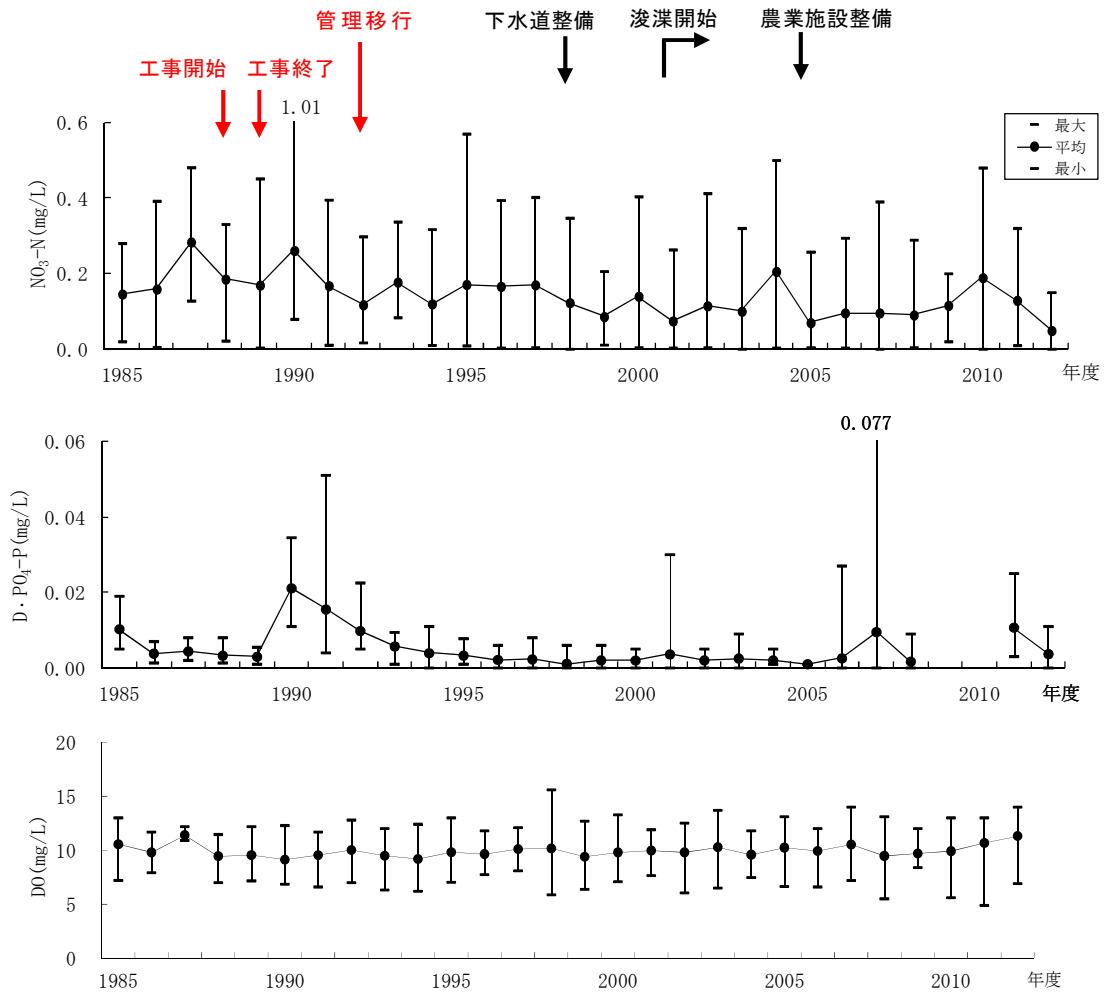 管理移行
下水道整備
浚渫開始
農業施設整備
工事開始
工事終了
1.01
最大
平均
最小
NO3-N(mg/L)
0.6
0.4
0.2
0.0
1985
1990
1995
2000
2005
2010
年度
0.077
D・PO4-P(mg/L)
0.06
0.04
0.02
0.00
1985
1990
1995
2000
2005
2010
年度
DO(mg/L)
20
15
10
5
0
1985
1990
1995
2000
2005
2010
年度